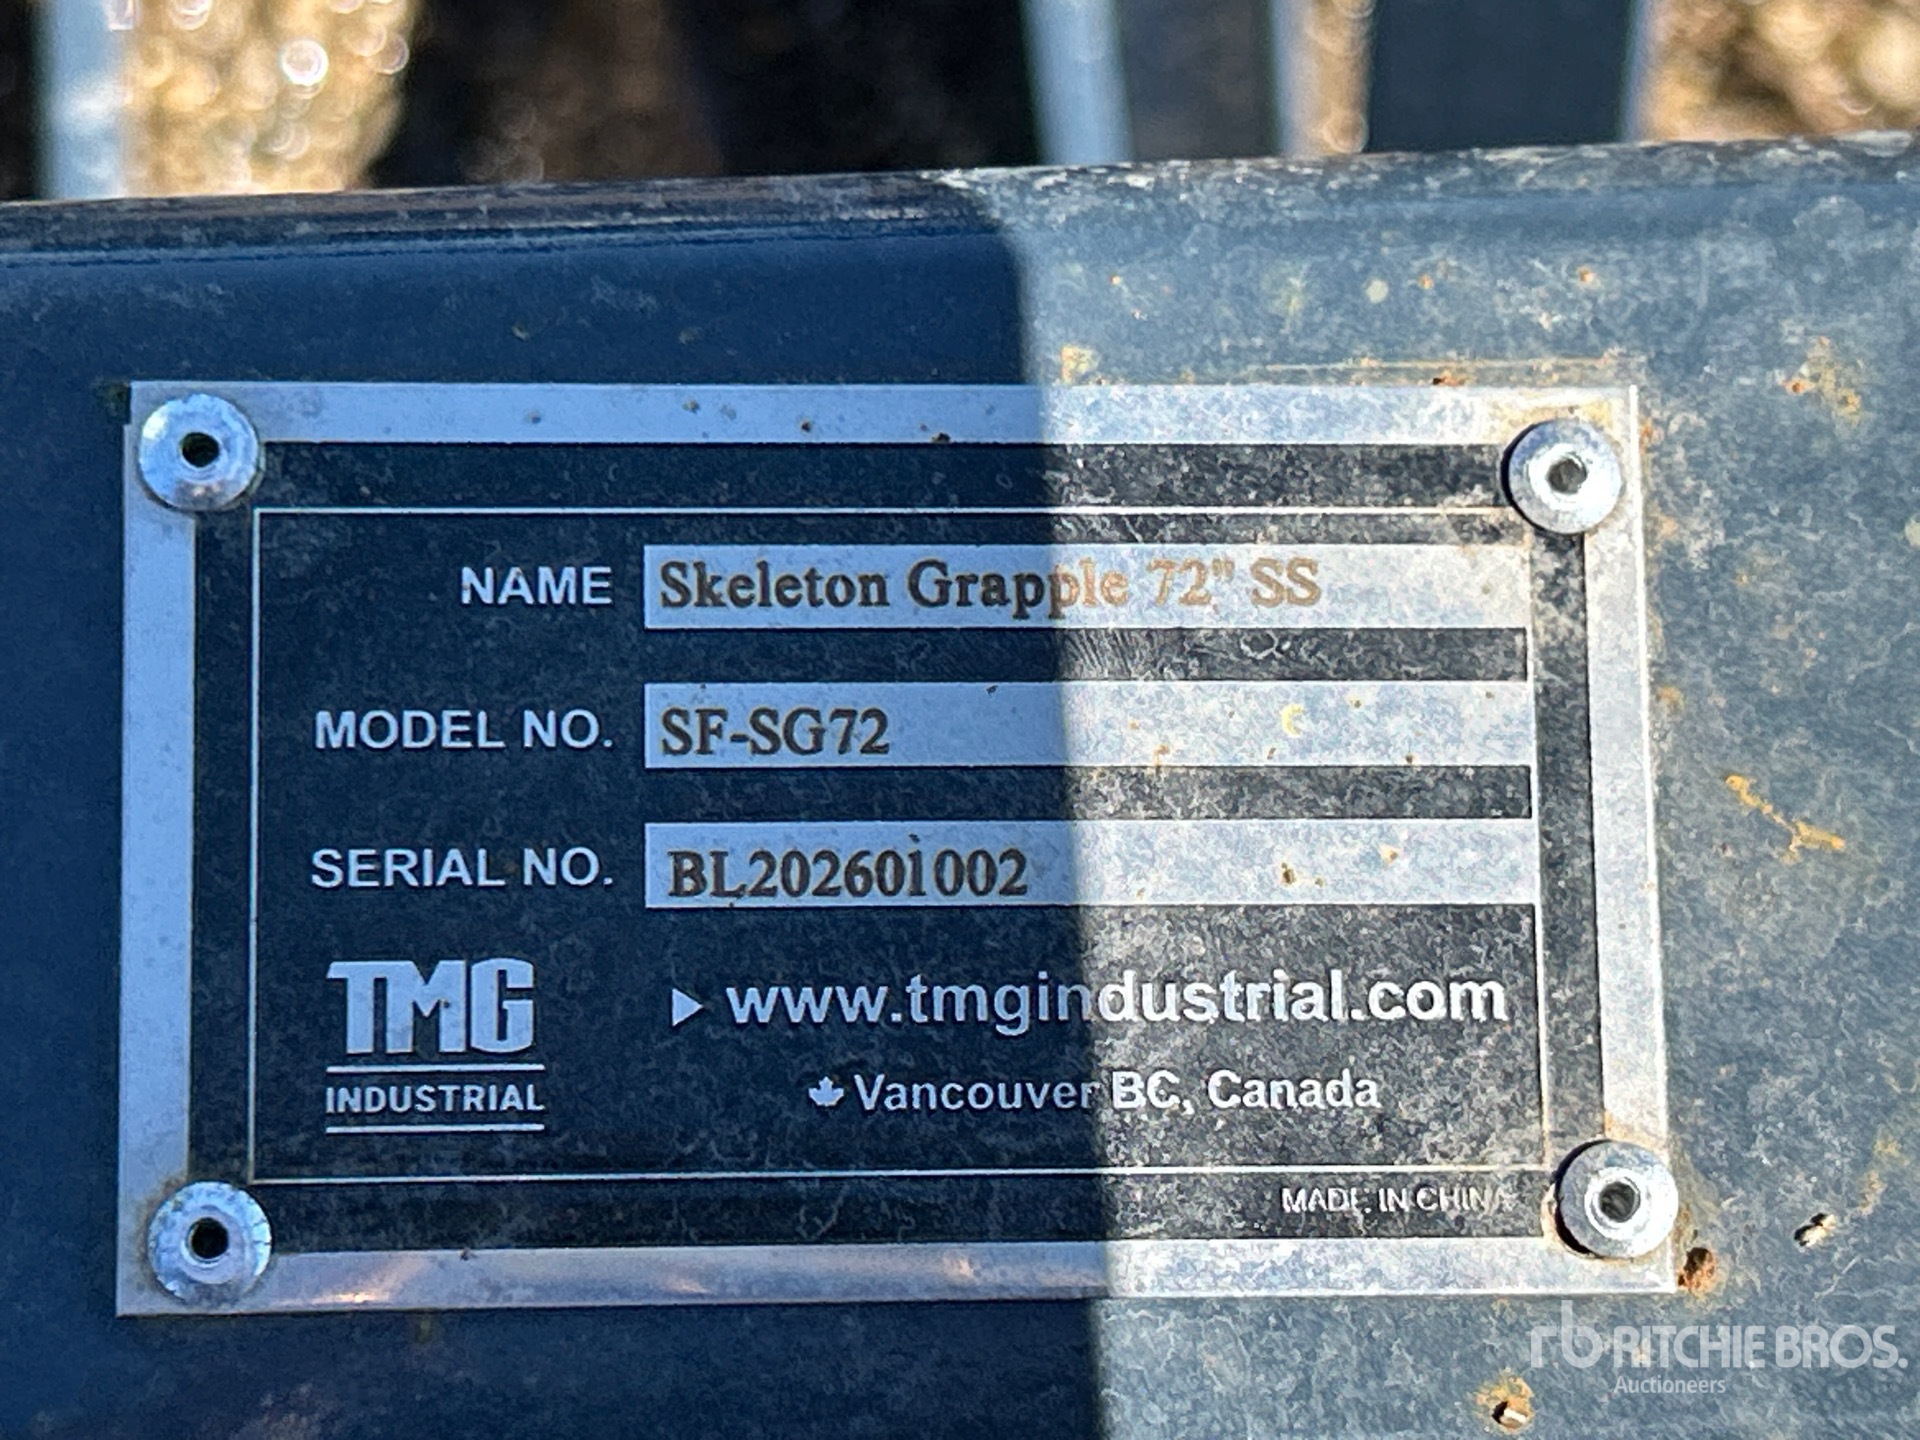 NAME Skeleton Grapple 72" SS
MODEL NO. SF-SG72
SERIAL NO. BL202601002
TMG
INDUSTRIAL
www.tmgindustrial.com
Vancouver BC, Canada
MADE IN CHINA
rb RITCHIE BROS.
Auctioneers